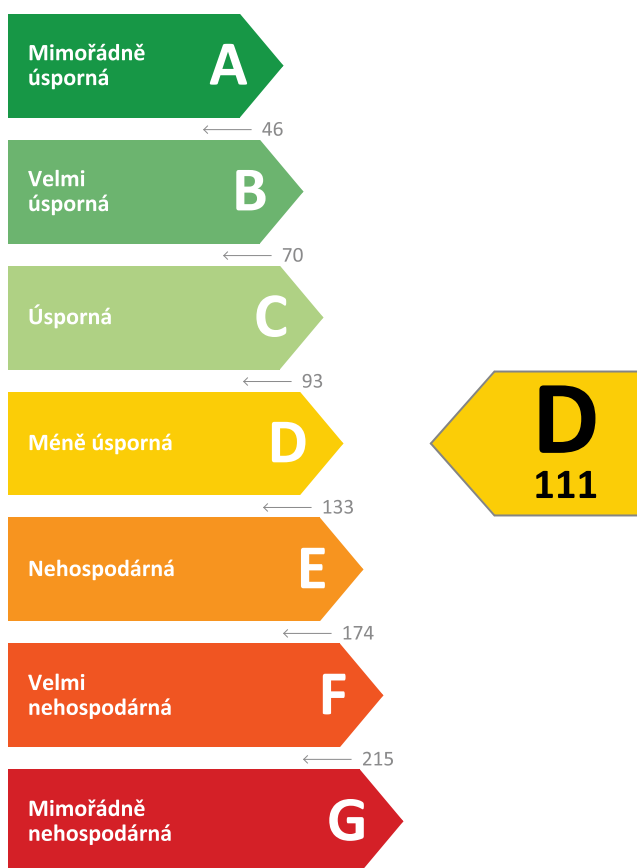 Mimořádně
úsporná
A
46
Velmi
úsporná
B
70
Úsporná
C
93
Méně úsporná
D
D
111
133
Nehospodárná
E
174
Velmi
nehospodárná
F
215
Mimořádně
nehospodárná
G